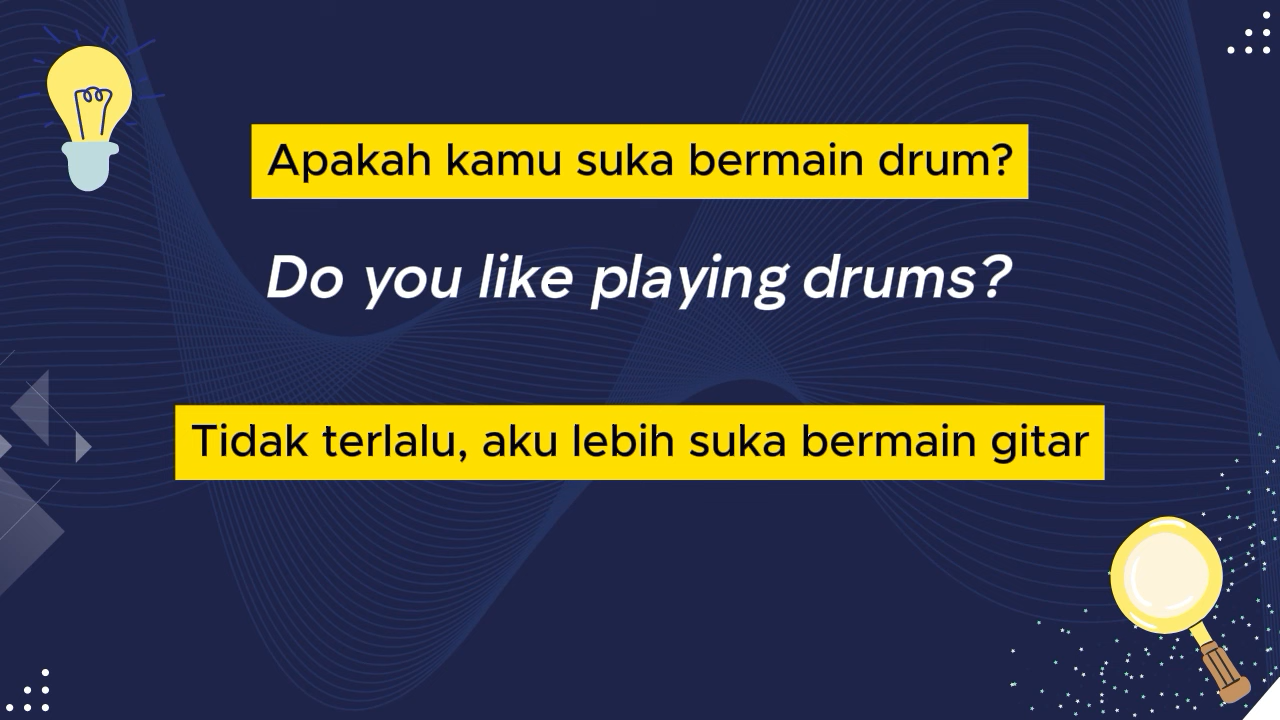 Apakah kamu suka bermain drum?
Do you like playing drums?
Tidak terlalu, aku lebih suka bermain gitar